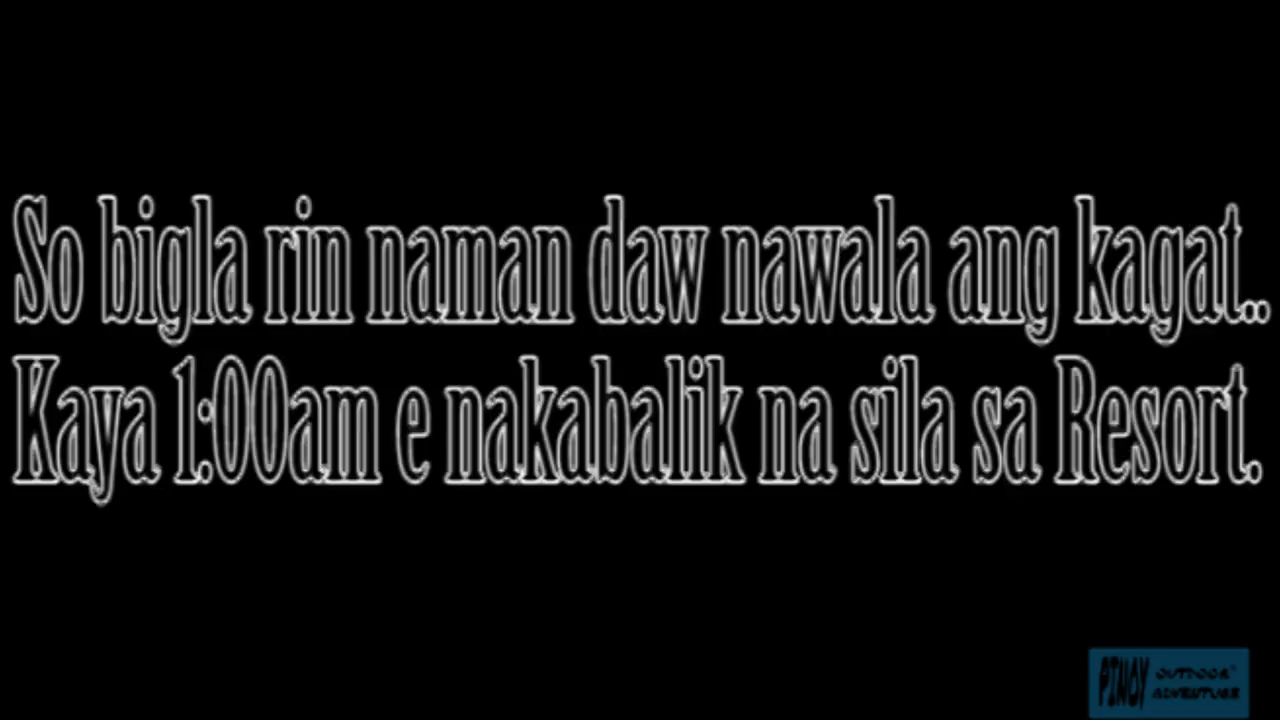 So bigla rin naman daw nawala ang kagat..
Kaya 1:00am e nakabalik na sila sa Resort.
PINOY OUTDOOR
ADVENTURE